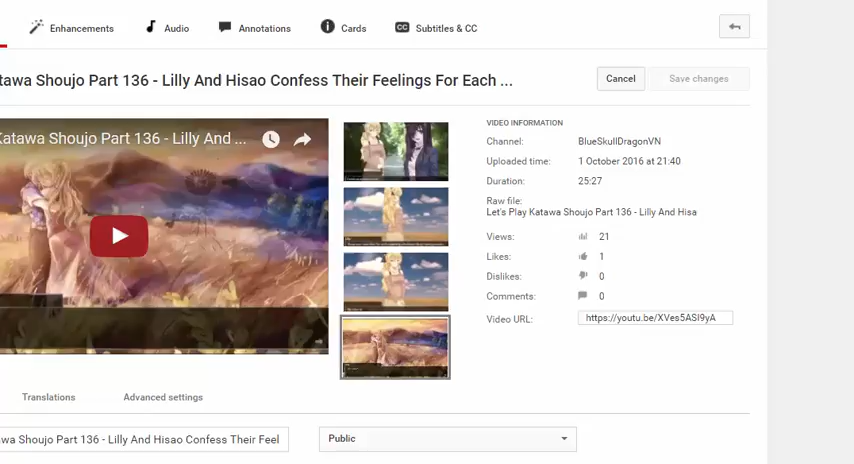 Enhancements Audio Annotations Cards CC Subtitles & CC
tawa Shoujo Part 136 - Lilly And Hisao Confess Their Feelings For Each ... Cancel Save changes
Katawa Shoujo Part 136 - Lilly And ...
VIDEO INFORMATION
Channel: BlueSkullDragonVN
Uploaded time: 1 October 2016 at 21:40
Duration: 25:27
Raw file:
Let's Play Katawa Shoujo Part 136 - Lilly And Hisa
Views: 21
Likes: 1
Dislikes: 0
Comments: 0
Video URL: https://youtu.be/XVes5ASl9yA
Translations Advanced settings
wa Shoujo Part 136 - Lilly And Hisao Confess Their Feel Public